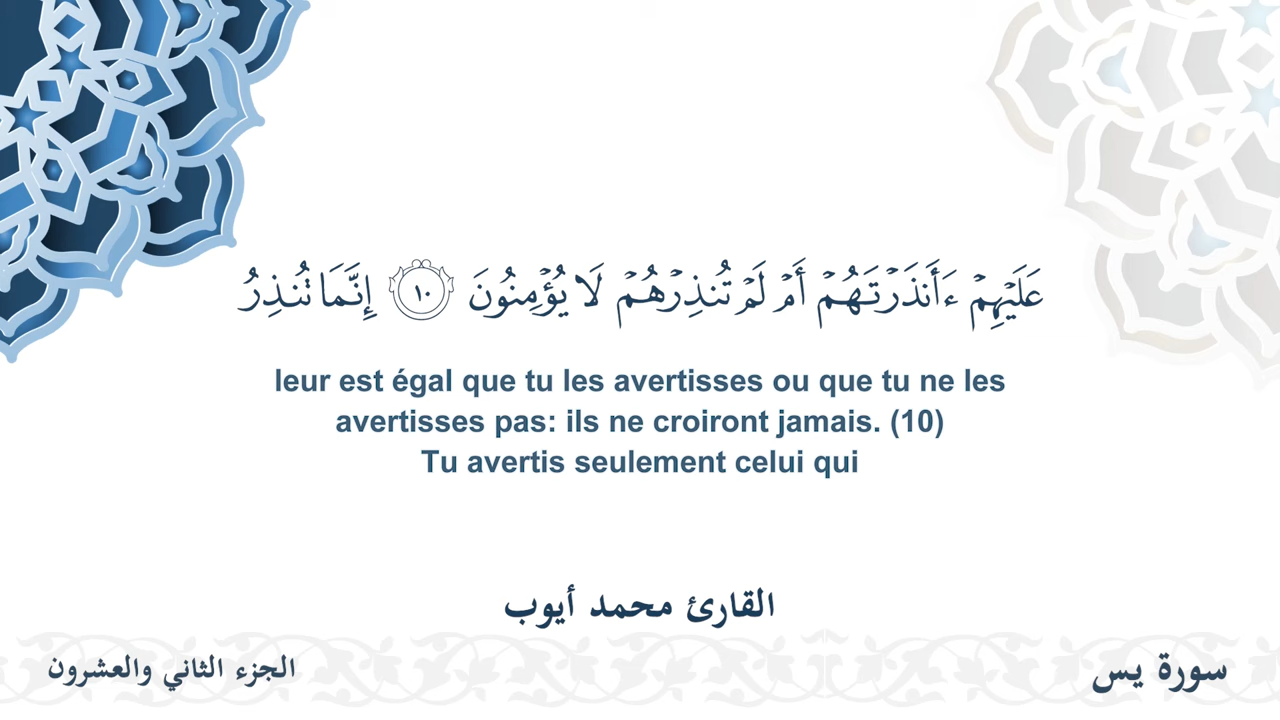 عَلَيْهِمْ ءَأَنذَرْتَهُمْ أَمْ لَمْ تُنذِرْهُمْ لَا يُؤْمِنُونَ ١٠ إِنَّمَا تُنذِرُ
leur est égal que tu les avertisses ou que tu ne les
avertisses pas: ils ne croiront jamais. (10)
Tu avertis seulement celui qui
القارئ محمد أيوب
سورة يس
الجزء الثاني والعشرون